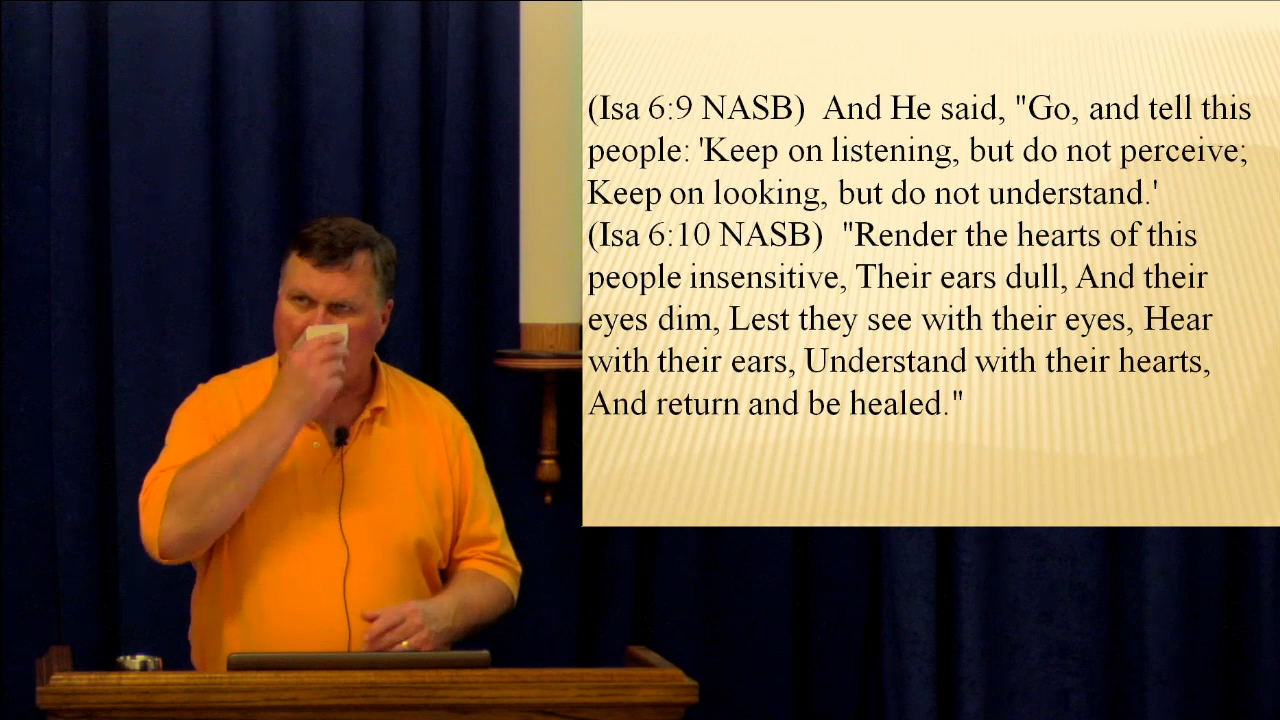 (Isa 6:9 NASB)  And He said, "Go, and tell this
people: 'Keep on listening, but do not perceive;
Keep on looking, but do not understand.'
(Isa 6:10 NASB)  "Render the hearts of this
people insensitive, Their ears dull, And their
eyes dim, Lest they see with their eyes, Hear
with their ears, Understand with their hearts,
And return and be healed."